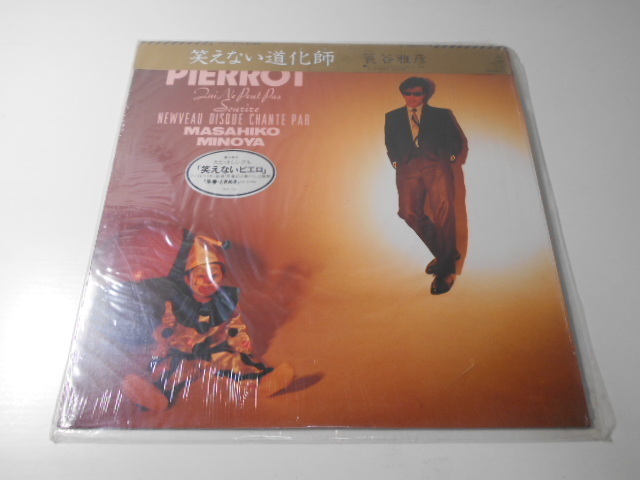 笑えない道化師 箕谷雅彦
PIERROT
Qui Ne Peut Pas
Sourire
NEWVEAU DISQUE CHANTE PAR
MASAHIKO
MINOYA
「笑えないピエロ」